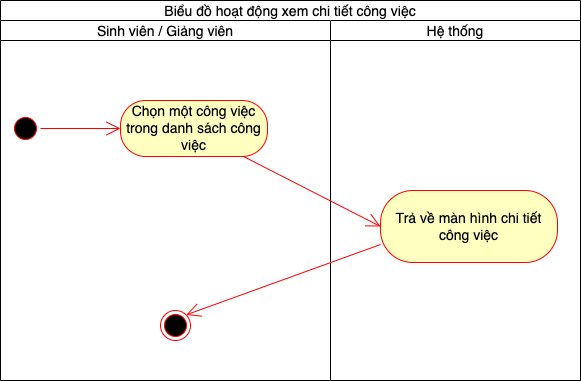 Biểu đồ hoạt động xem chi tiết công việc
Sinh viên / Giảng viên
Hệ thống
Chọn một công việc
trong danh sách công
việc
Trả về màn hình chi tiết
công việc